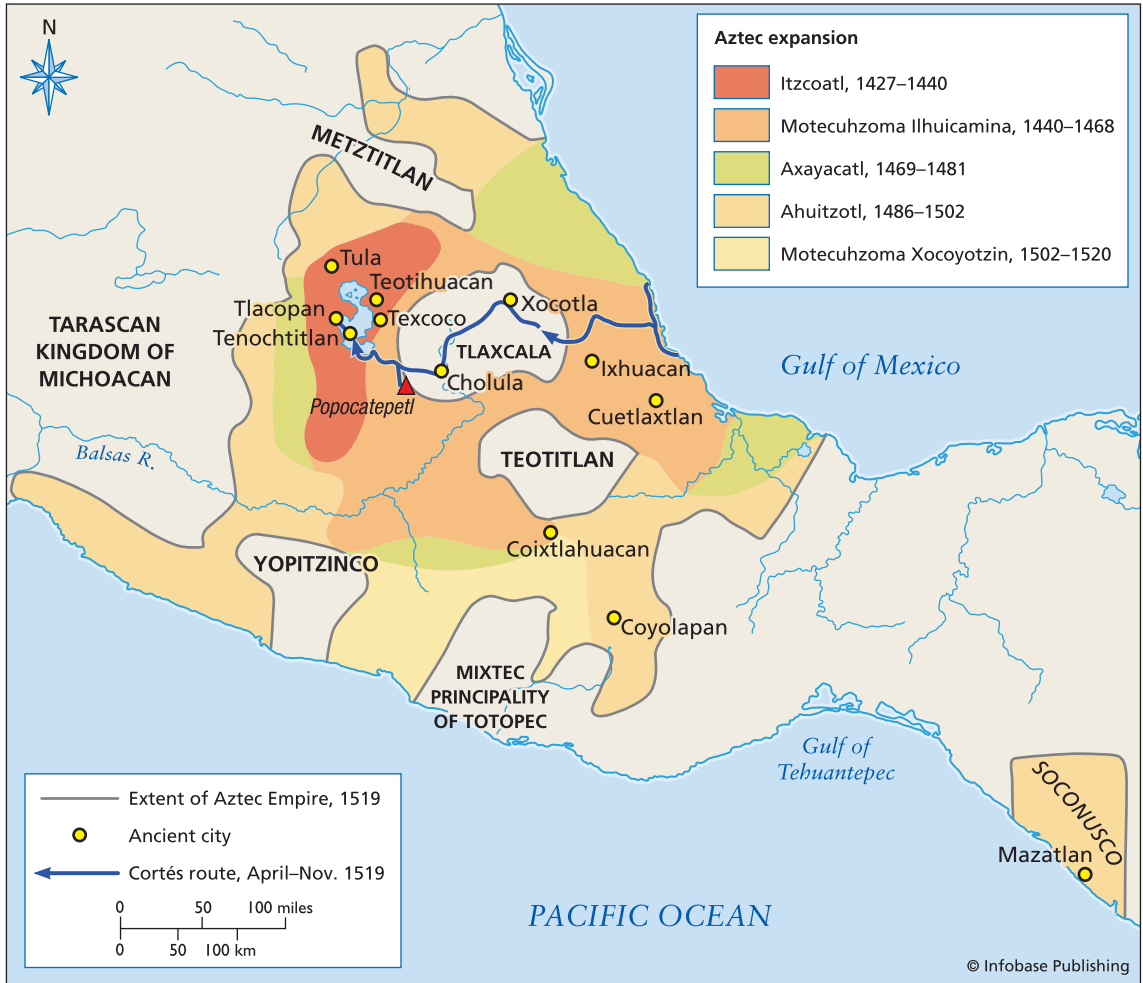 N
Aztec expansion
Itzcoatl, 1427–1440
Motecuhzoma Ilhuicamina, 1440–1468
Axayacatl, 1469–1481
Ahuitzotl, 1486–1502
Motecuhzoma Xocoyotzin, 1502–1520
METZTITLAN
Tula
Teotihuacan
Tlacopan
Texcoco
Tenochtitlan
Xocotla
TLAXCALA
Cholula
Popocatepetl
Ixhuacan
Cuetlaxtlan
TARASCAN
KINGDOM OF
MICHOACAN
Gulf of Mexico
Balsas R.
TEOTITLAN
Coixtlahuacan
YOPITZINCO
Coyolapan
MIXTEC
PRINCIPALITY
OF TOTOPEC
Gulf of
Tehuantepec
SOCONUSCO
Mazatlan
PACIFIC OCEAN
Extent of Aztec Empire, 1519
Ancient city
Cortés route, April–Nov. 1519
0 50 100 miles
0 50 100 km
© Infobase Publishing